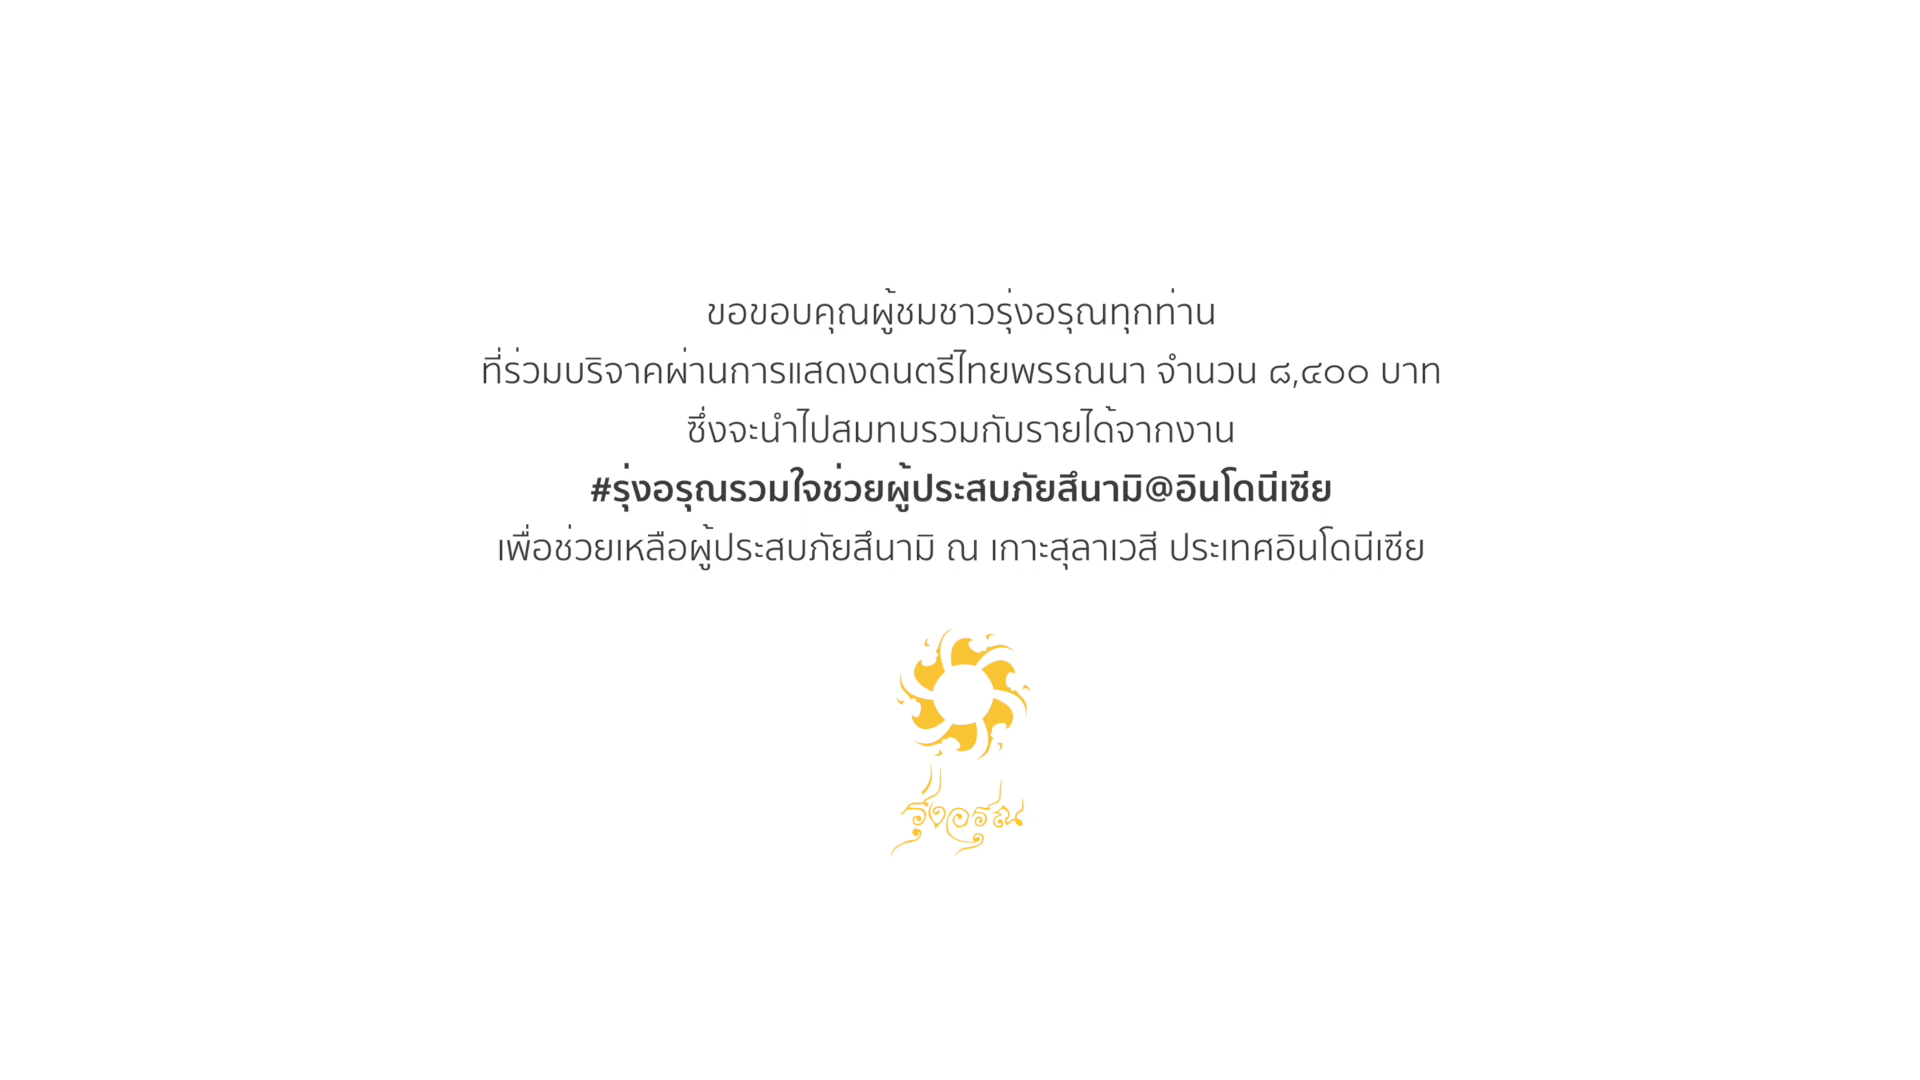 ขอขอบคุณผู้ชมชาวรุ่งอรุณทุกท่าน
ที่ร่วมบริจาคผ่านการแสดงดนตรีไทยพรรณนา จำนวน ๘,๔๐๐ บาท
ซึ่งจะนำไปสมทบรวมกับรายได้จากงาน
#รุ่งอรุณรวมใจช่วยผู้ประสบภัยสึนามิ@อินโดนีเซีย
เพื่อช่วยเหลือผู้ประสบภัยสึนามิ ณ เกาะสุลาเวสี ประเทศอินโดนีเซีย
รุ่งอรุณ